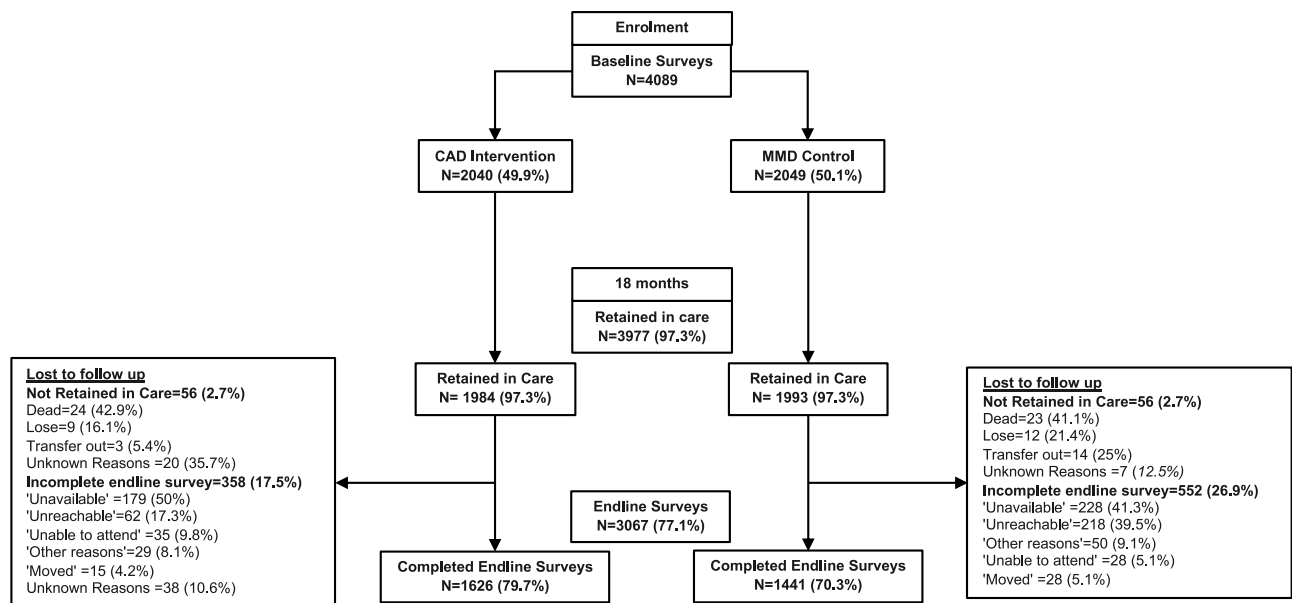 Enrolment
Baseline Surveys
N=4089
CAD Intervention
N=2040 (49.9%)
MMD Control
N=2049 (50.1%)
18 months
Retained in care
N=3977 (97.3%)
Retained in Care
N= 1984 (97.3%)
Retained in Care
N= 1993 (97.3%)
Lost to follow up
Not Retained in Care=56 (2.7%)
Dead=24 (42.9%)
Lose=9 (16.1%)
Transfer out=3 (5.4%)
Unknown Reasons =20 (35.7%)
Incomplete endline survey=358 (17.5%)
'Unavailable' =179 (50%)
'Unreachable'=62 (17.3%)
'Unable to attend' =35 (9.8%)
'Other reasons'=29 (8.1%)
'Moved' =15 (4.2%)
Unknown Reasons =38 (10.6%)
Lost to follow up
Not Retained in Care=56 (2.7%)
Dead=23 (41.1%)
Lose=12 (21.4%)
Transfer out=14 (25%)
Unknown Reasons =7 (12.5%)
Incomplete endline survey=552 (26.9%)
'Unavailable' =228 (41.3%)
'Unreachable'=218 (39.5%)
'Other reasons'=50 (9.1%)
'Unable to attend' =28 (5.1%)
'Moved' =28 (5.1%)
Endline Surveys
N=3067 (77.1%)
Completed Endline Surveys
N=1626 (79.7%)
Completed Endline Surveys
N=1441 (70.3%)